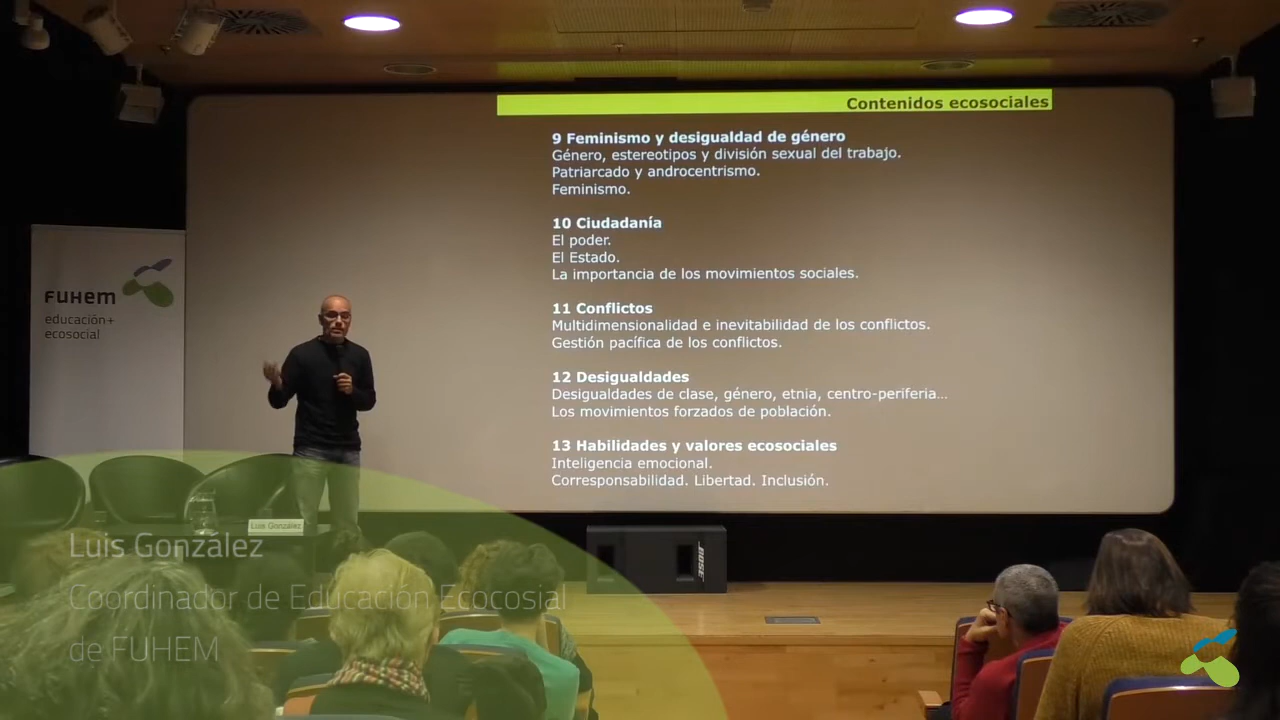 Contenidos ecosociales
9 Feminismo y desigualdad de género
Género, estereotipos y división sexual del trabajo.
Patriarcado y androcentrismo.
Feminismo.
10 Ciudadanía
El poder.
El Estado.
La importancia de los movimientos sociales.
11 Conflictos
Multidimensionalidad e inevitabilidad de los conflictos.
Gestión pacífica de los conflictos.
12 Desigualdades
Desigualdades de clase, género, etnia, centro-periferia...
Los movimientos forzados de población.
13 Habilidades y valores ecosociales
Inteligencia emocional.
Corresponsabilidad. Libertad. Inclusión.
FUHem
educación+
ecosocial
Luis González
Luis González
Coordinador de Educación Ecocosial
de FUHEM
BOSE